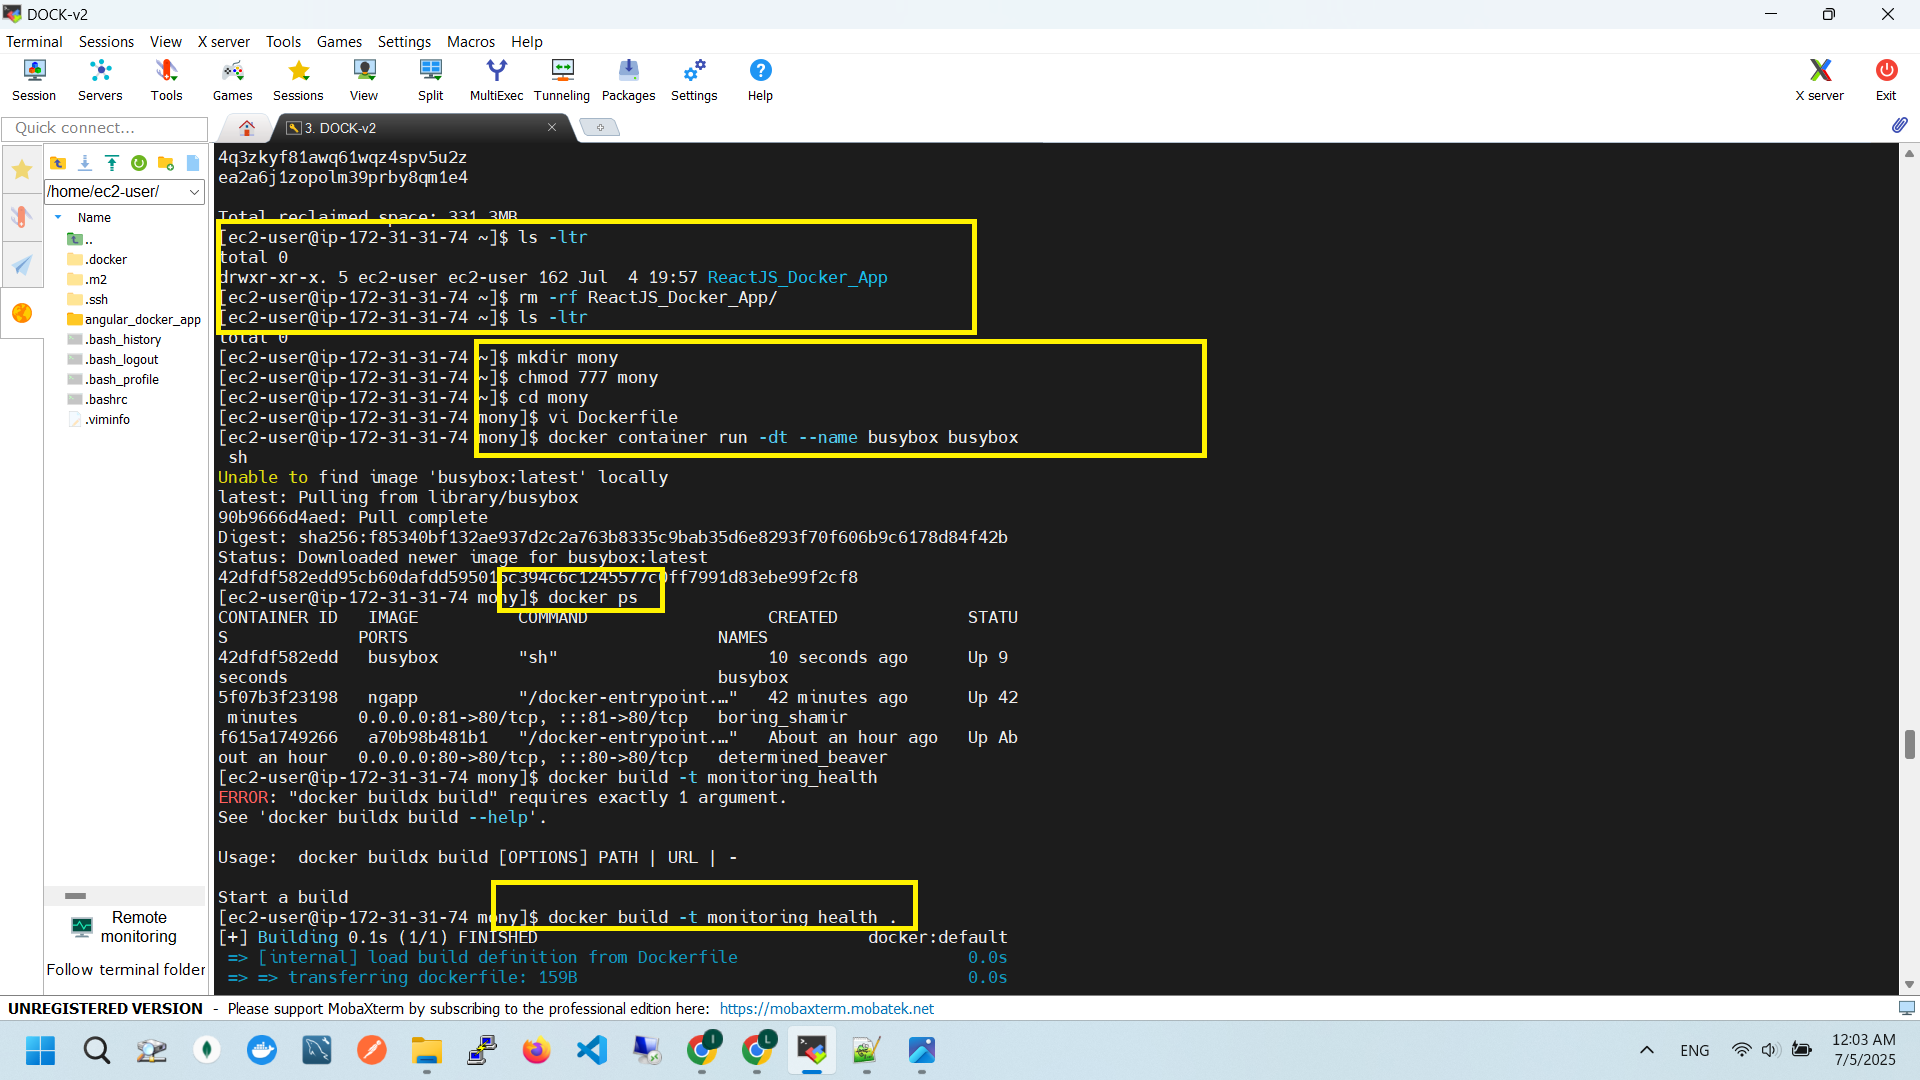 DOCK-v2
Terminal Sessions View X server Tools Games Settings Macros Help
Session Servers Tools Games Sessions View Split MultiExec Tunneling Packages Settings Help X server Exit
Quick connect...
3. DOCK-v2
/home/ec2-user/
Name
..
.docker
.m2
.ssh
angular_docker_app
.bash_history
.bash_logout
.bash_profile
.bashrc
.viminfo
Remote
monitoring
Follow terminal folder
4q3zkyf81awq61wqz4spv5u2z
ea2a6j1zopolm39prby8qm1e4
Total reclaimed space: 331.3MB
[ec2-user@ip-172-31-31-74 ~]$ ls -ltr
total 0
drwxr-xr-x. 5 ec2-user ec2-user 162 Jul  4 19:57 ReactJS_Docker_App
[ec2-user@ip-172-31-31-74 ~]$ rm -rf ReactJS_Docker_App/
[ec2-user@ip-172-31-31-74 ~]$ ls -ltr
total 0
[ec2-user@ip-172-31-31-74 ~]$ mkdir mony
[ec2-user@ip-172-31-31-74 ~]$ chmod 777 mony
[ec2-user@ip-172-31-31-74 ~]$ cd mony
[ec2-user@ip-172-31-31-74 mony]$ vi Dockerfile
[ec2-user@ip-172-31-31-74 mony]$ docker container run -dt --name busybox busybox
sh
Unable to find image 'busybox:latest' locally
latest: Pulling from library/busybox
90b9666d4aed: Pull complete
Digest: sha256:f85340bf132ae937d2c2a763b8335c9bab35d6e8293f70f606b9c6178d84f42b
Status: Downloaded newer image for busybox:latest
42dfdf582edd95cb60dafdd595016c394c6c1245577c0ff7991d83ebe99f2cf8
[ec2-user@ip-172-31-31-74 mony]$ docker ps
CONTAINER ID   IMAGE          COMMAND                  CREATED             STATU
S             PORTS                               NAMES
42dfdf582edd   busybox        "sh"                     10 seconds ago      Up 9
seconds                                           busybox
5f07b3f23198   ngapp          "/docker-entrypoint.…"   42 minutes ago      Up 42
minutes      0.0.0.0:81->80/tcp, :::81->80/tcp   boring_shamir
f615a1749266   a70b98b481b1   "/docker-entrypoint.…"   About an hour ago   Up Ab
out an hour   0.0.0.0:80->80/tcp, :::80->80/tcp   determined_beaver
[ec2-user@ip-172-31-31-74 mony]$ docker build -t monitoring_health
ERROR: "docker buildx build" requires exactly 1 argument.
See 'docker buildx build --help'.
Usage:  docker buildx build [OPTIONS] PATH | URL | -
Start a build
[ec2-user@ip-172-31-31-74 mony]$ docker build -t monitoring_health .
[+] Building 0.1s (1/1) FINISHED                                 docker:default
=> [internal] load build definition from Dockerfile                       0.0s
=> => transferring dockerfile: 159B                                       0.0s
UNREGISTERED VERSION - Please support MobaXterm by subscribing to the professional edition here: https://mobaxterm.mobatek.net
I
L
ENG
12:03 AM
7/5/2025